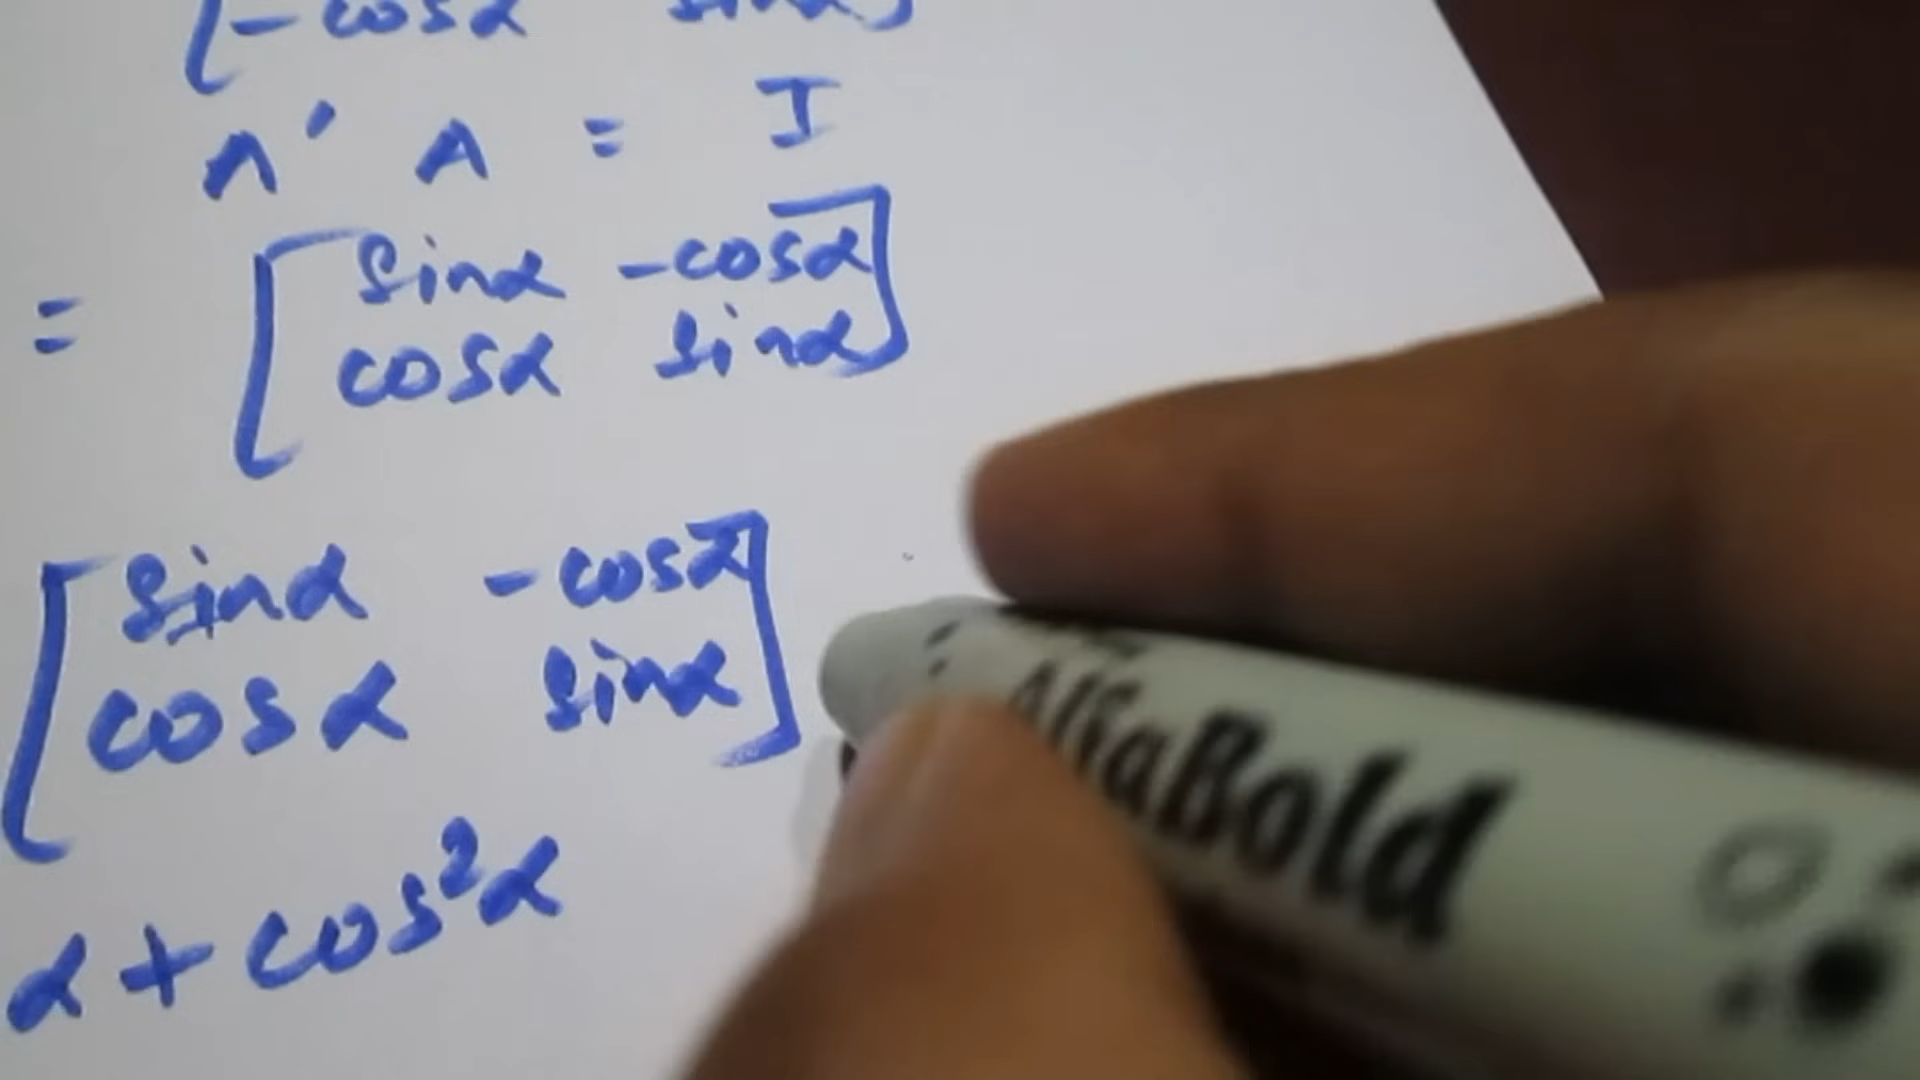 -cosα sinα
A' A = I
= [ sinα -cosα
cosα sinα ]
[ sinα -cosα
cosα sinα ]
α + cos²α
AlfaBold